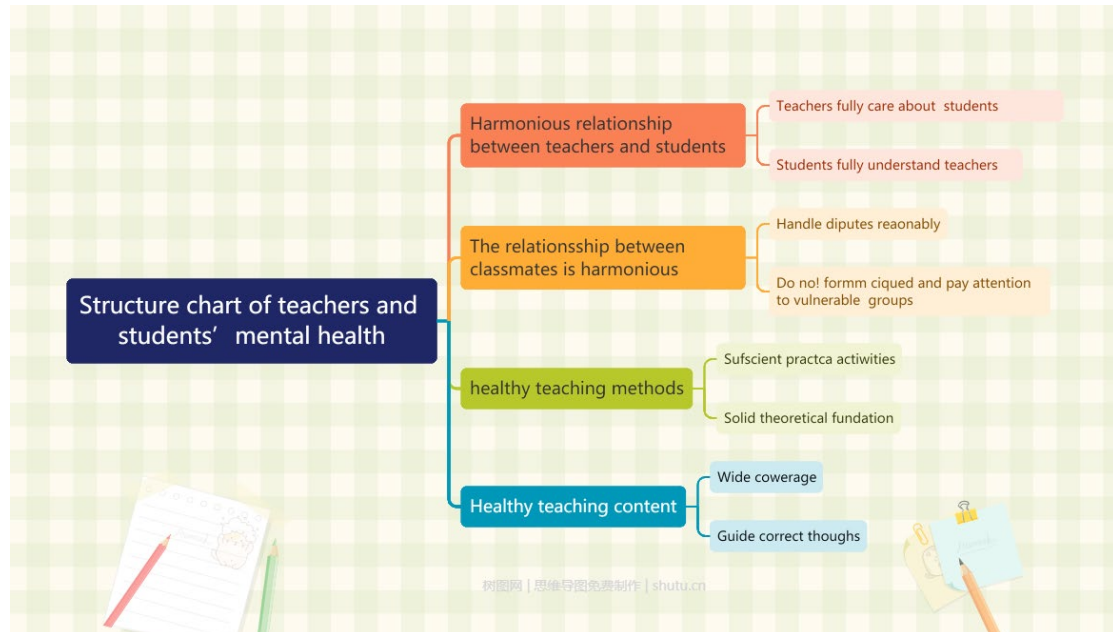 Structure chart of teachers and
students' mental health
Harmonious relationship
between teachers and students
Teachers fully care about students
Students fully understand teachers
The relationsship between
classmates is harmonious
Handle diputes reaonably
Do no! formm ciqued and pay attention
to vulnerable groups
healthy teaching methods
Sufscient practca actiwities
Solid theoretical fundation
Healthy teaching content
Wide cowerage
Guide correct thoughs
树图网 | 思维导图免费制作 | shutu.cn